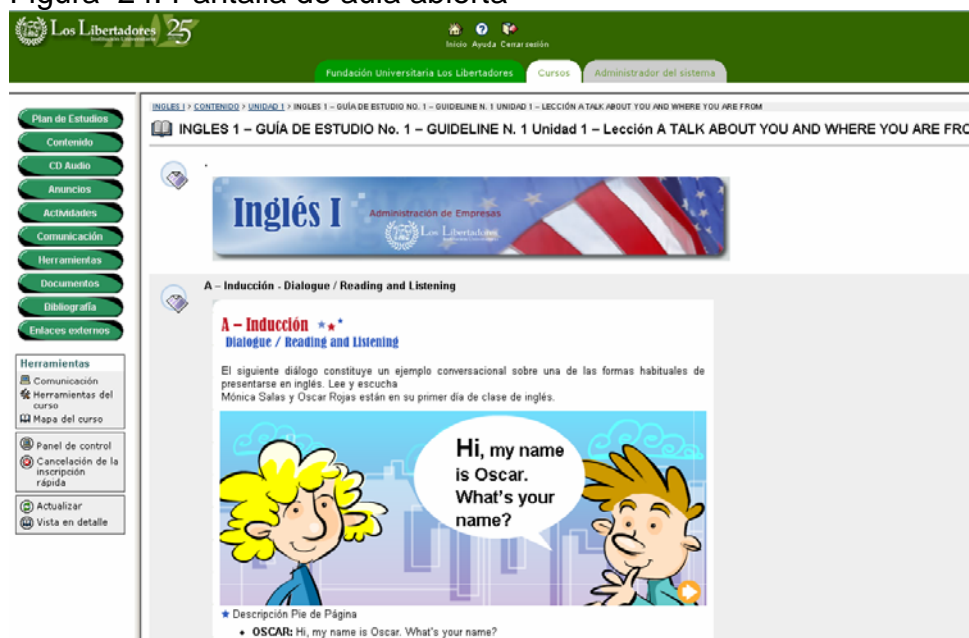 Figura 24. Pantalla de aula abierta
Los Libertadores 25
Inicio Ayuda Cerrar sesión
Fundación Universitaria Los Libertadores Cursos Administrador del sistema
INGLES I > CONTENIDO > UNIDAD 1 > INGLES 1 – GUÍA DE ESTUDIO NO. 1 – GUIDELINE N. 1 UNIDAD 1 – LECCIÓN A TALK ABOUT YOU AND WHERE YOU ARE FROM
INGLES 1 – GUÍA DE ESTUDIO No. 1 – GUIDELINE N. 1 Unidad 1 – Lección A TALK ABOUT YOU AND WHERE YOU ARE FRO
Plan de Estudios
Contenido
CD Audio
Anuncios
Actividades
Comunicación
Herramientas
Documentos
Bibliografía
Enlaces externos
Herramientas
Comunicación
Herramientas del
curso
Mapa del curso
Panel de control
Cancelación de la
inscripción
rápida
Actualizar
Vista en detalle
.
Inglés I
Administración de Empresas
Los Libertadores
A – Inducción - Dialogue / Reading and Listening
A – Inducción
Dialogue / Reading and Listening
El siguiente diálogo constituye un ejemplo conversacional sobre una de las formas habituales de
presentarse en inglés. Lee y escucha
Mónica Salas y Oscar Rojas están en su primer día de clase de inglés.
Hi, my name
is Oscar.
What's your
name?
Descripción Pie de Página
• OSCAR: Hi, my name is Oscar. What's your name?